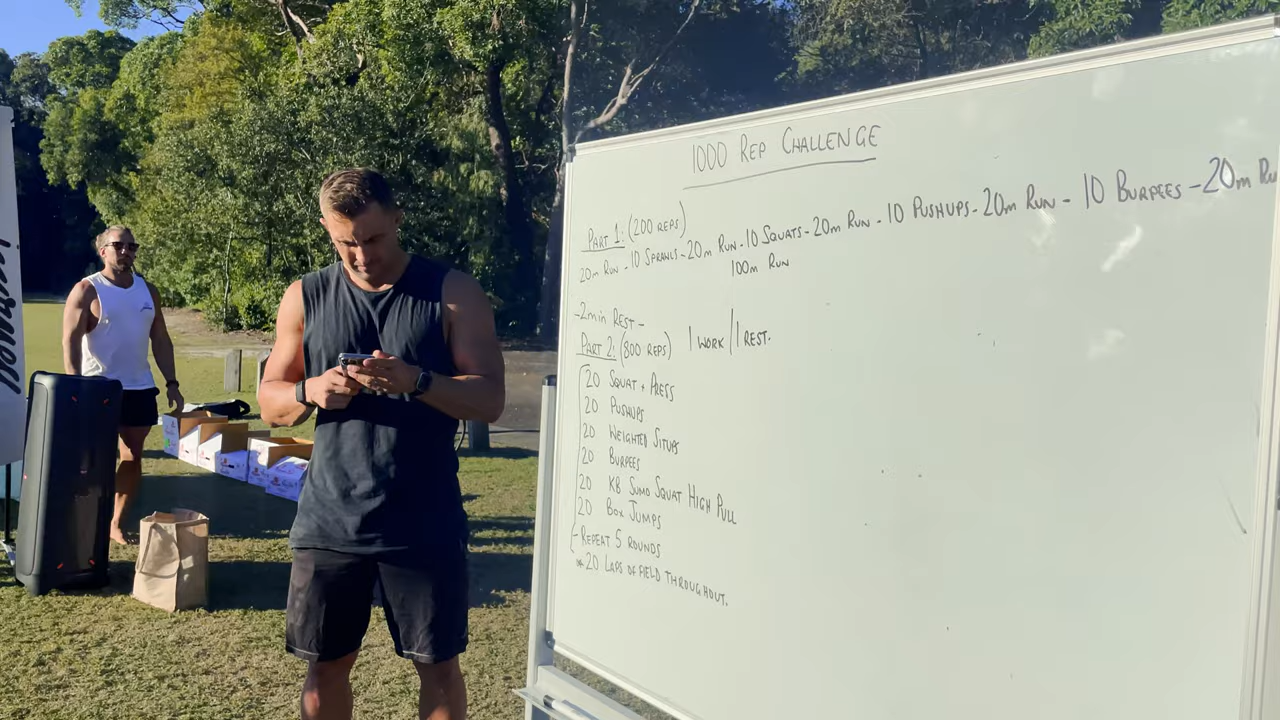 1000 REP CHALLENGE
PART 1: (200 REPS)
20m RUN - 10 SPRAWLS - 20m RUN - 10 SQUATS - 20m RUN - 10 PUSHUPS - 20m RUN - 10 BURPEES - 20m
100m RUN
- 2min REST -
PART 2: (800 REPS) 1 WORK / 1 REST.
20 SQUAT + PRESS
20 PUSHUPS
20 WEIGHTED SITUPS
20 BURPEES
20 KB SUMO SQUAT HIGH PULL
20 BOX JUMPS
- REPEAT 5 ROUNDS
* 20 LAPS OF FIELD THROUGHOUT.